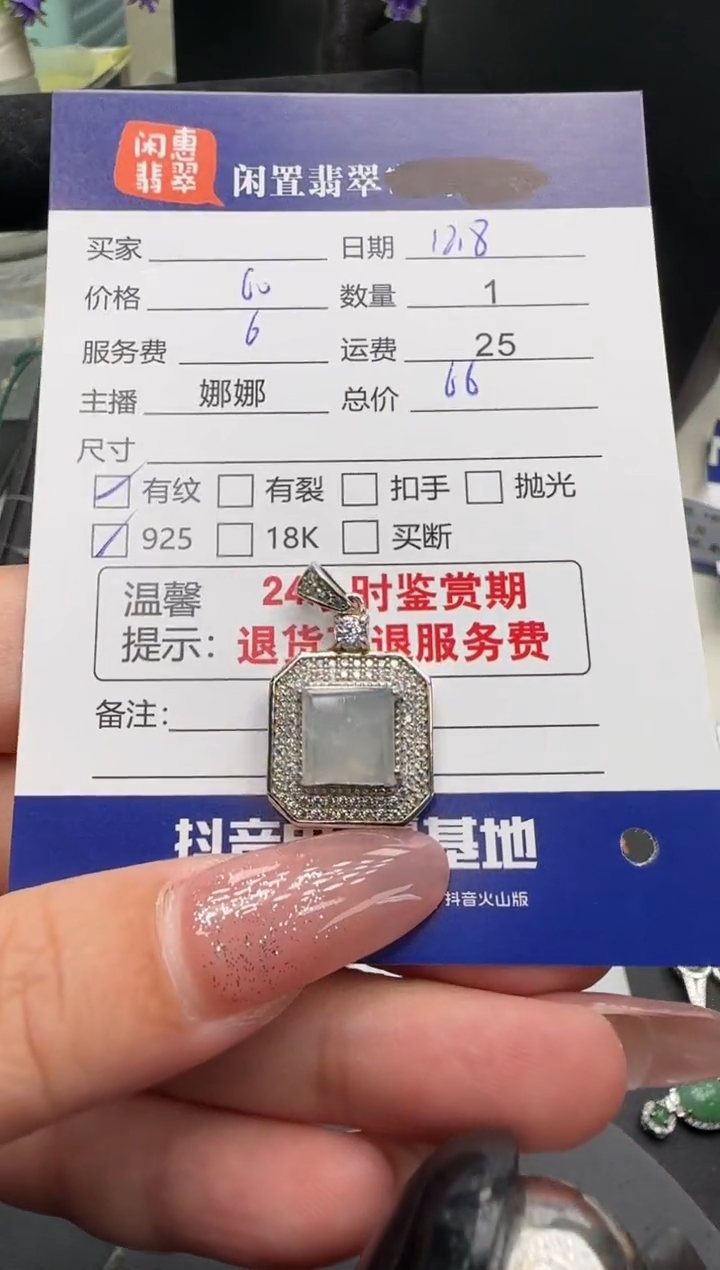 闲惠
翡翠
闲置翡翠
买家 日期 12.8
价格 60 数量 1
服务费 6 运费 25
主播 娜娜 总价 66
尺寸
有纹 有裂 扣手 抛光
925 18K 买断
温馨 24 时鉴赏期
提示： 退货 退服务费
备注：
抖音 基地
抖音火山版